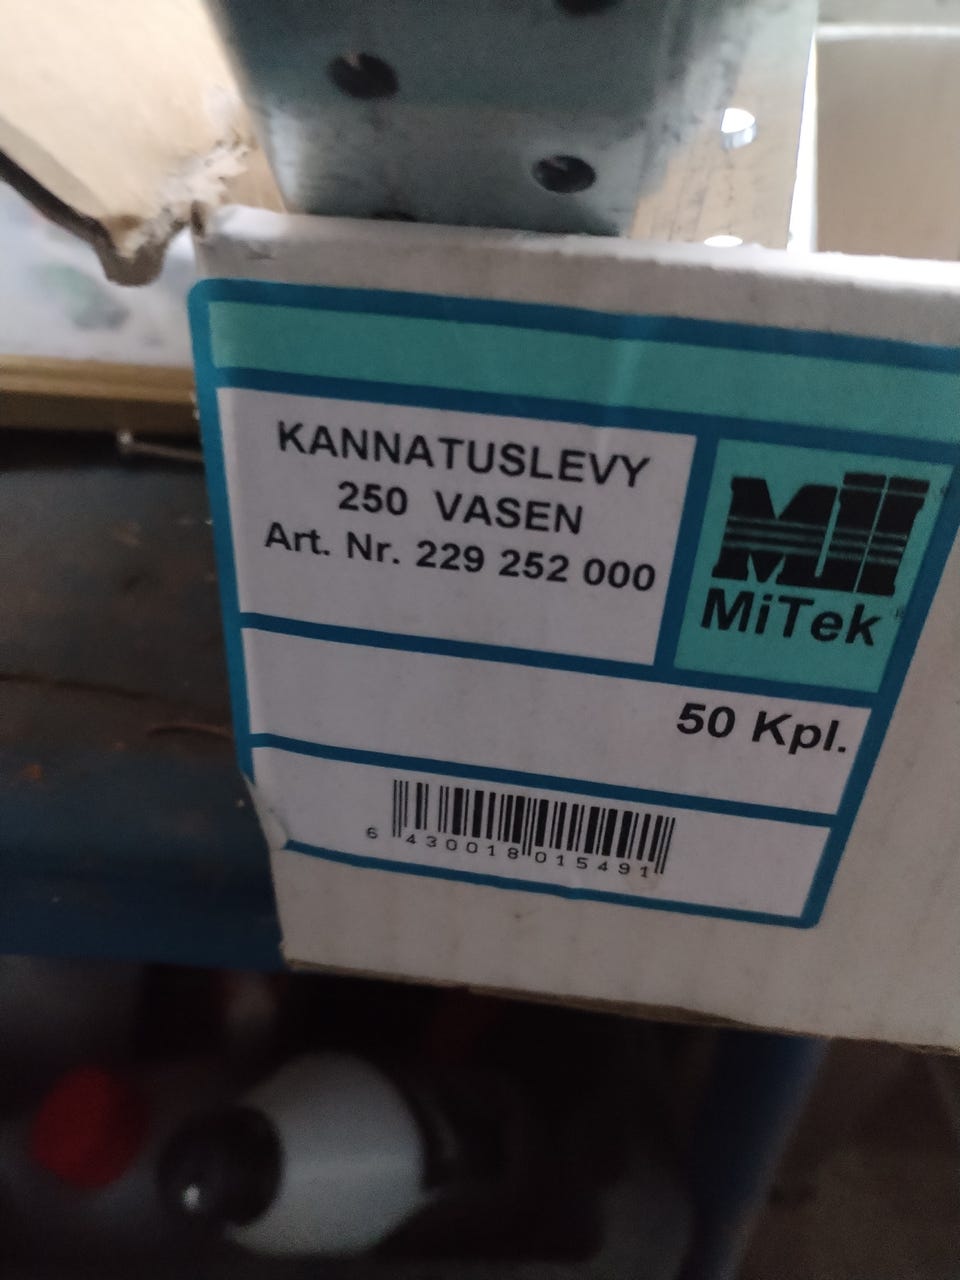 KANNATUSLEVY
250 VASEN
Art. Nr. 229 252 000
MiTek
50 Kpl.
6 430018 015491